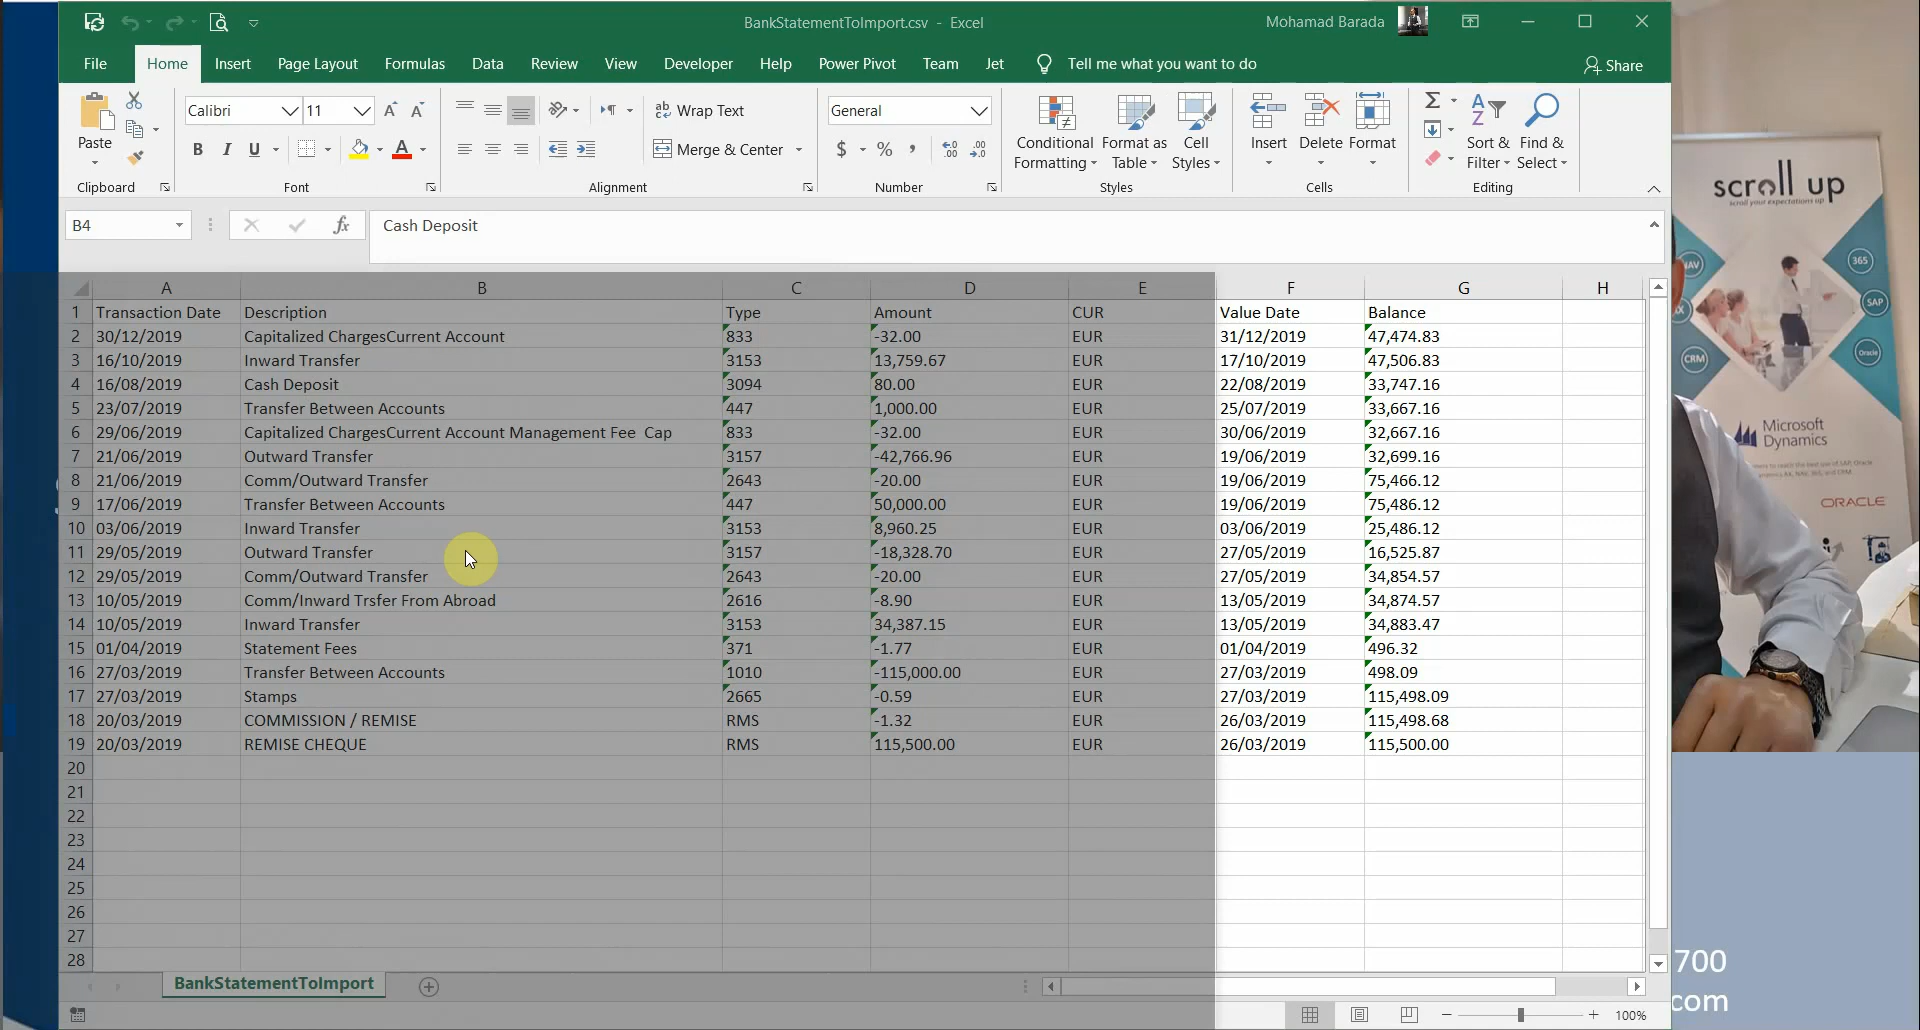 BankStatementToImport.csv - Excel
Mohamad Barada
File Home Insert Page Layout Formulas Data Review View Developer Help Power Pivot Team Jet Tell me what you want to do Share
Calibri 11 Wrap Text General
Paste B I U Merge & Center $ % , Conditional Formatting Format as Table Cell Styles Insert Delete Format Sort & Filter Find & Select
Clipboard Font Alignment Number Styles Cells Editing
B4 fx Cash Deposit
A B C D E F G H
1 Transaction Date Description Type Amount CUR Value Date Balance
2 30/12/2019 Capitalized ChargesCurrent Account 833 -32.00 EUR 31/12/2019 47,474.83
3 16/10/2019 Inward Transfer 3153 13,759.67 EUR 17/10/2019 47,506.83
4 16/08/2019 Cash Deposit 3094 80.00 EUR 22/08/2019 33,747.16
5 23/07/2019 Transfer Between Accounts 447 1,000.00 EUR 25/07/2019 33,667.16
6 29/06/2019 Capitalized ChargesCurrent Account Management Fee  Cap 833 -32.00 EUR 30/06/2019 32,667.16
7 21/06/2019 Outward Transfer 3157 -42,766.96 EUR 19/06/2019 32,699.16
8 21/06/2019 Comm/Outward Transfer 2643 -20.00 EUR 19/06/2019 75,466.12
9 17/06/2019 Transfer Between Accounts 447 50,000.00 EUR 19/06/2019 75,486.12
10 03/06/2019 Inward Transfer 3153 8,960.25 EUR 03/06/2019 25,486.12
11 29/05/2019 Outward Transfer 3157 -18,328.70 EUR 27/05/2019 16,525.87
12 29/05/2019 Comm/Outward Transfer 2643 -20.00 EUR 27/05/2019 34,854.57
13 10/05/2019 Comm/Inward Trsfer From Abroad 2616 -8.90 EUR 13/05/2019 34,874.57
14 10/05/2019 Inward Transfer 3153 34,387.15 EUR 13/05/2019 34,883.47
15 01/04/2019 Statement Fees 371 -1.77 EUR 01/04/2019 496.32
16 27/03/2019 Transfer Between Accounts 1010 -115,000.00 EUR 27/03/2019 498.09
17 27/03/2019 Stamps 2665 -0.59 EUR 27/03/2019 115,498.09
18 20/03/2019 COMMISSION / REMISE RMS -1.32 EUR 26/03/2019 115,498.68
19 20/03/2019 REMISE CHEQUE RMS 115,500.00 EUR 26/03/2019 115,500.00
20
21
22
23
24
25
26
27
28
BankStatementToImport
100%
scroll up
scroll your expectations up
NAV
365
SAP
CRM
Oracle
Microsoft
Dynamics
ORACLE
700
com